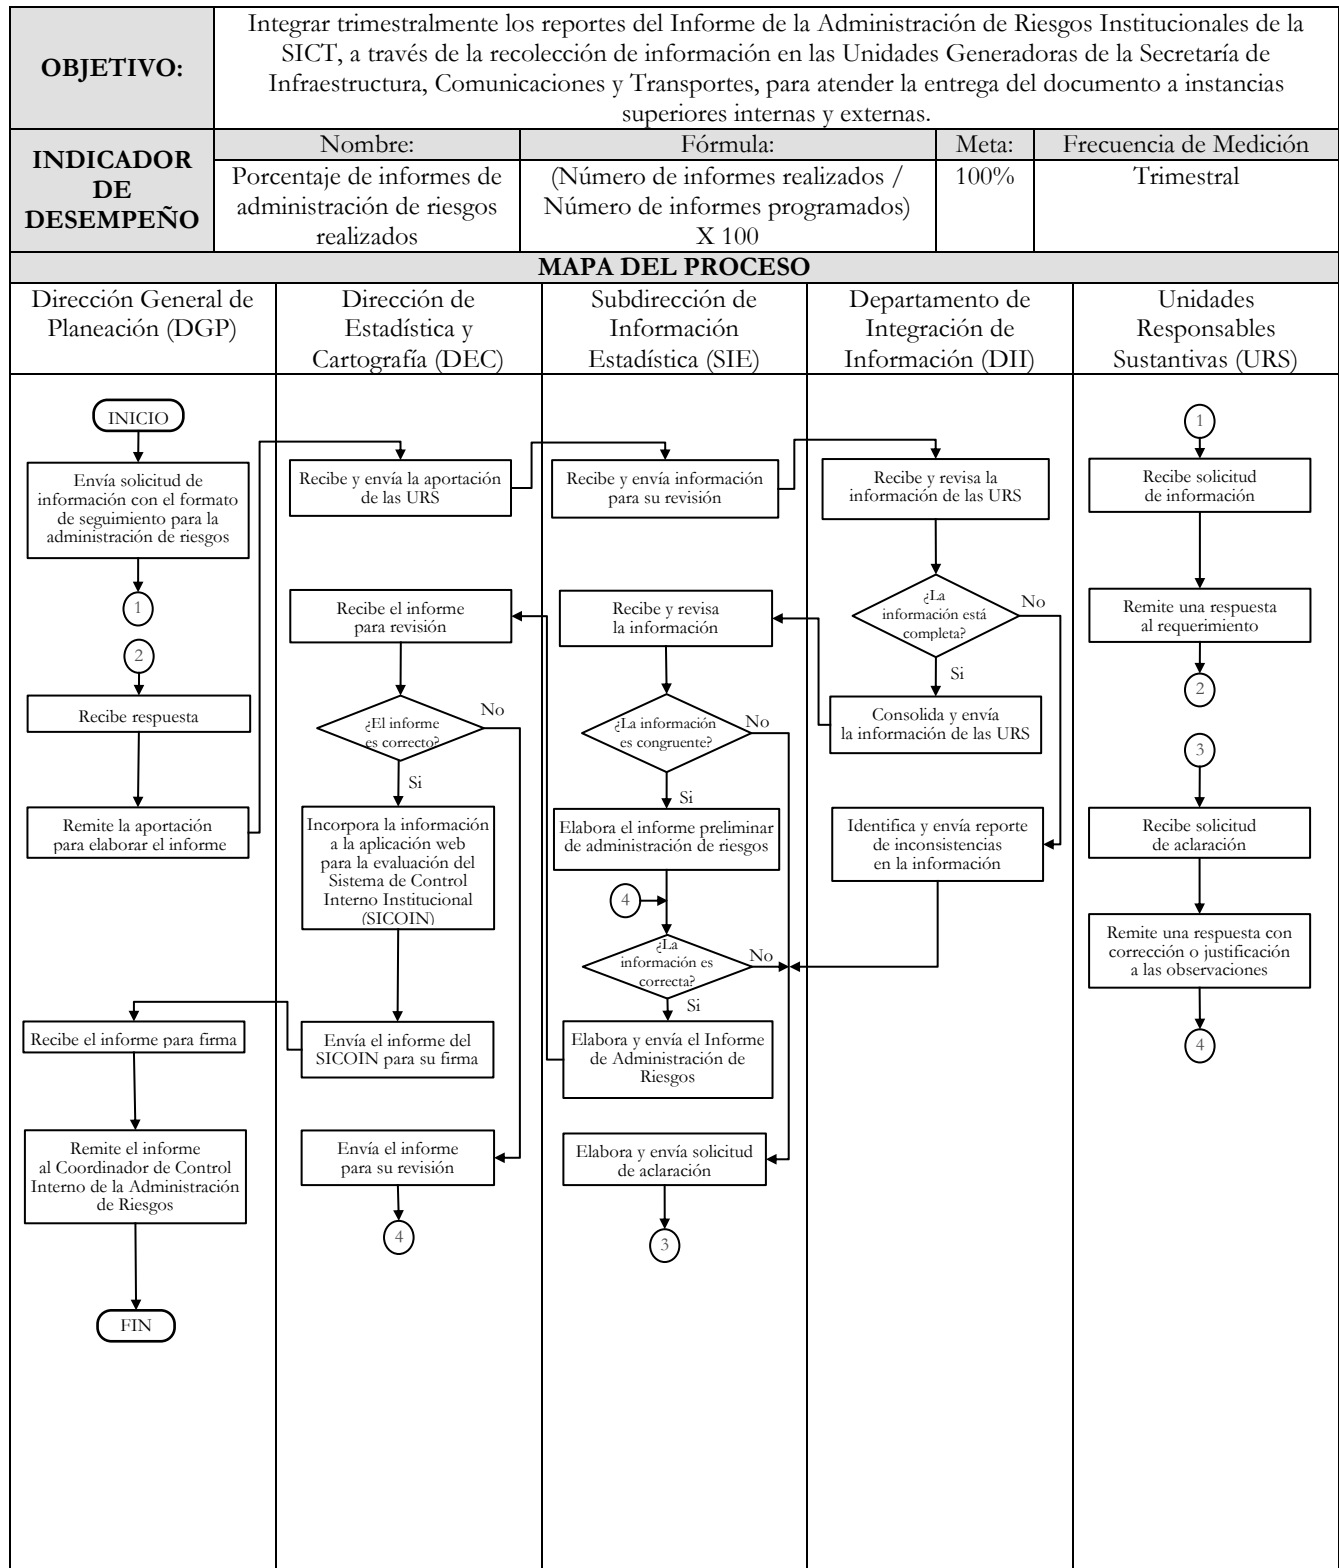 OBJETIVO:
Integrar trimestralmente los reportes del Informe de la Administración de Riesgos Institucionales de la
SICT, a través de la recolección de información en las Unidades Generadoras de la Secretaría de
Infraestructura, Comunicaciones y Transportes, para atender la entrega del documento a instancias
superiores internas y externas.
INDICADOR
DE
DESEMPEÑO
Nombre:
Fórmula:
Meta:
Frecuencia de Medición
Porcentaje de informes de
administración de riesgos
realizados
(Número de informes realizados /
Número de informes programados)
X 100
100%
Trimestral
MAPA DEL PROCESO
Dirección General de
Planeación (DGP)
Dirección de
Estadística y
Cartografía (DEC)
Subdirección de
Información
Estadística (SIE)
Departamento de
Integración de
Información (DII)
Unidades
Responsables
Sustantivas (URS)
INICIO
Envía solicitud de
información con el formato
de seguimiento para la
administración de riesgos
1
2
Recibe respuesta
Remite la aportación
para elaborar el informe
Recibe el informe para firma
Remite el informe
al Coordinador de Control
Interno de la Administración
de Riesgos
FIN
Recibe y envía la aportación
de las URS
Recibe el informe
para revisión
¿El informe
es correcto?
No
Si
Incorpora la información
a la aplicación web
para la evaluación del
Sistema de Control
Interno Institucional
(SICOIN)
Envía el informe del
SICOIN para su firma
Envía el informe
para su revisión
4
Recibe y envía información
para su revisión
Recibe y revisa
la información
¿La información
es congruente?
No
Si
Elabora el informe preliminar
de administración de riesgos
4
¿La
información es
correcta?
No
Si
Elabora y envía el Informe
de Administración de
Riesgos
Elabora y envía solicitud
de aclaración
3
Recibe y revisa la
información de las URS
¿La
información está
completa?
No
Si
Consolida y envía
la información de las URS
Identifica y envía reporte
de inconsistencias
en la información
1
Recibe solicitud
de información
Remite una respuesta
al requerimiento
2
3
Recibe solicitud
de aclaración
Remite una respuesta con
corrección o justificación
a las observaciones
4